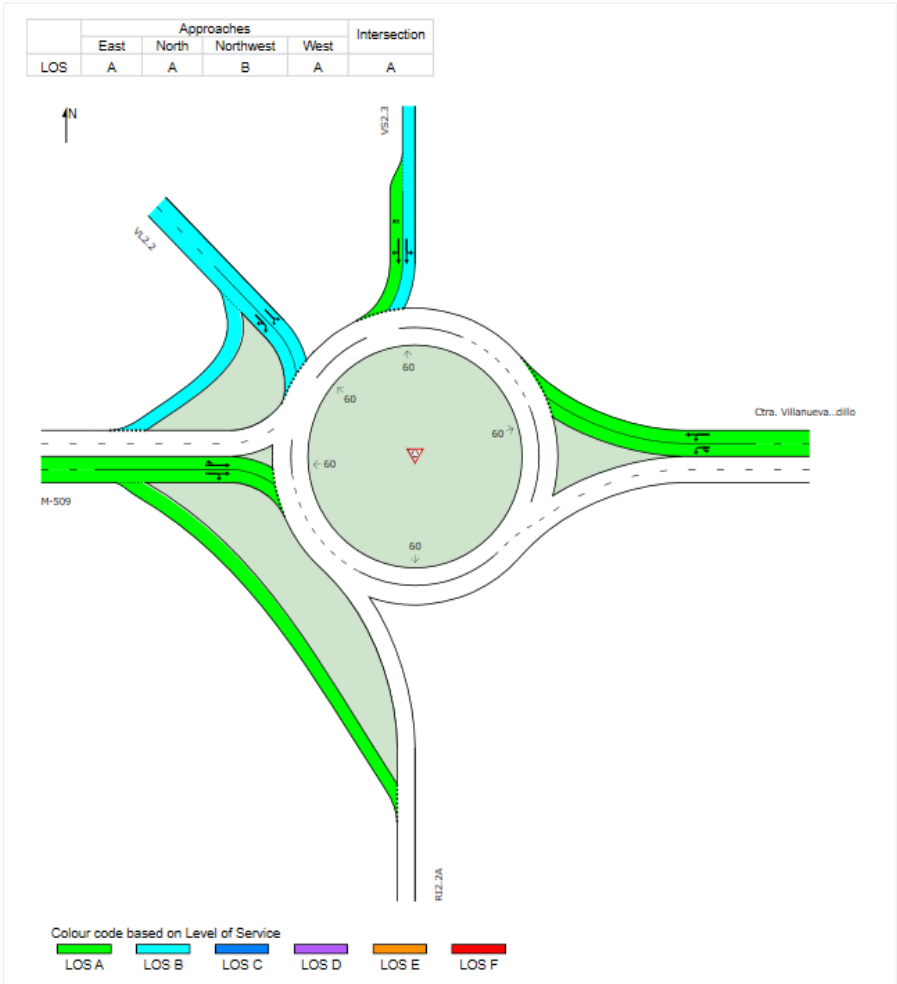 Approaches
Intersection
East North Northwest West
LOS A A B A A
N
VS2.3
VL2.2
60
60
60
60
60
Ctra. Villanueva...dillo
M-509
RI2.2A
Colour code based on Level of Service
LOS A LOS B LOS C LOS D LOS E LOS F